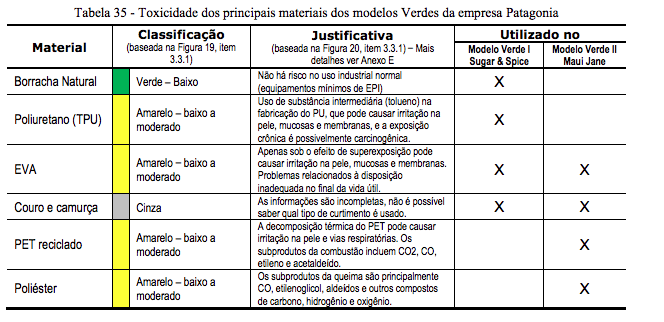 Tabela 35 - Toxicidade dos principais materiais dos modelos Verdes da empresa Patagonia
Material
Classificação
(baseada na Figura 19, item
3.3.1)
Justificativa
(baseada na Figura 20, item 3.3.1) – Mais
detalhes ver Anexo E)
Utilizado no
Modelo Verde I
Sugar & Spice
Modelo Verde II
Maui Jane
Borracha Natural
Verde – Baixo
Não há risco no uso industrial normal
(equipamentos mínimos de EPI)
X
Poliuretano (TPU)
Amarelo – baixo a
moderado
Uso de substância intermediária (tolueno) na
fabricação do PU, que pode causar irritação na
pele, mucosas e membranas, e a exposição
crônica é possivelmente carcinogênica.
X
EVA
Amarelo – baixo a
moderado
Apenas sob o efeito de superexposição pode
causar irritação na pele, mucosas e membranas.
Problemas relacionados à disposição
inadequada no final da vida útil.
X
X
Couro e camurça
Cinza
As informações são incompletas, não é possível
saber qual tipo de curtimento é usado.
X
X
PET reciclado
Amarelo – baixo a
moderado
A decomposição térmica do PET pode causar
irritação na pele e vias respiratórias. Os
subprodutos da combustão incluem CO2, CO,
etileno e acetaldeído.
X
Poliéster
Amarelo – baixo a
moderado
Os subprodutos da queima são principalmente
CO, etilenoglicol, aldeídos e outros compostos
de carbono, hidrogênio e oxigênio.
X